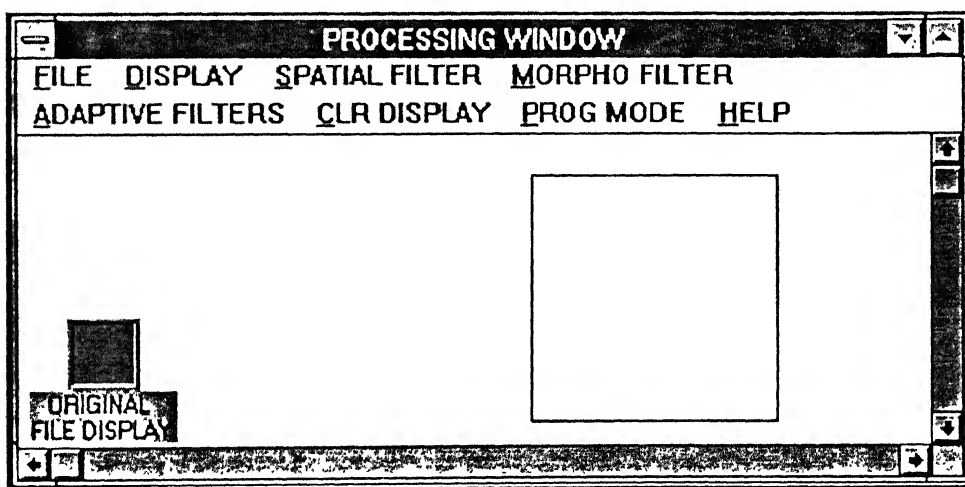 PROCESSING WINDOW
FILE DISPLAY SPATIAL FILTER MORPHO FILTER
ADAPTIVE FILTERS CLR DISPLAY PROG MODE HELP
ORIGINAL
FILE DISPLAY